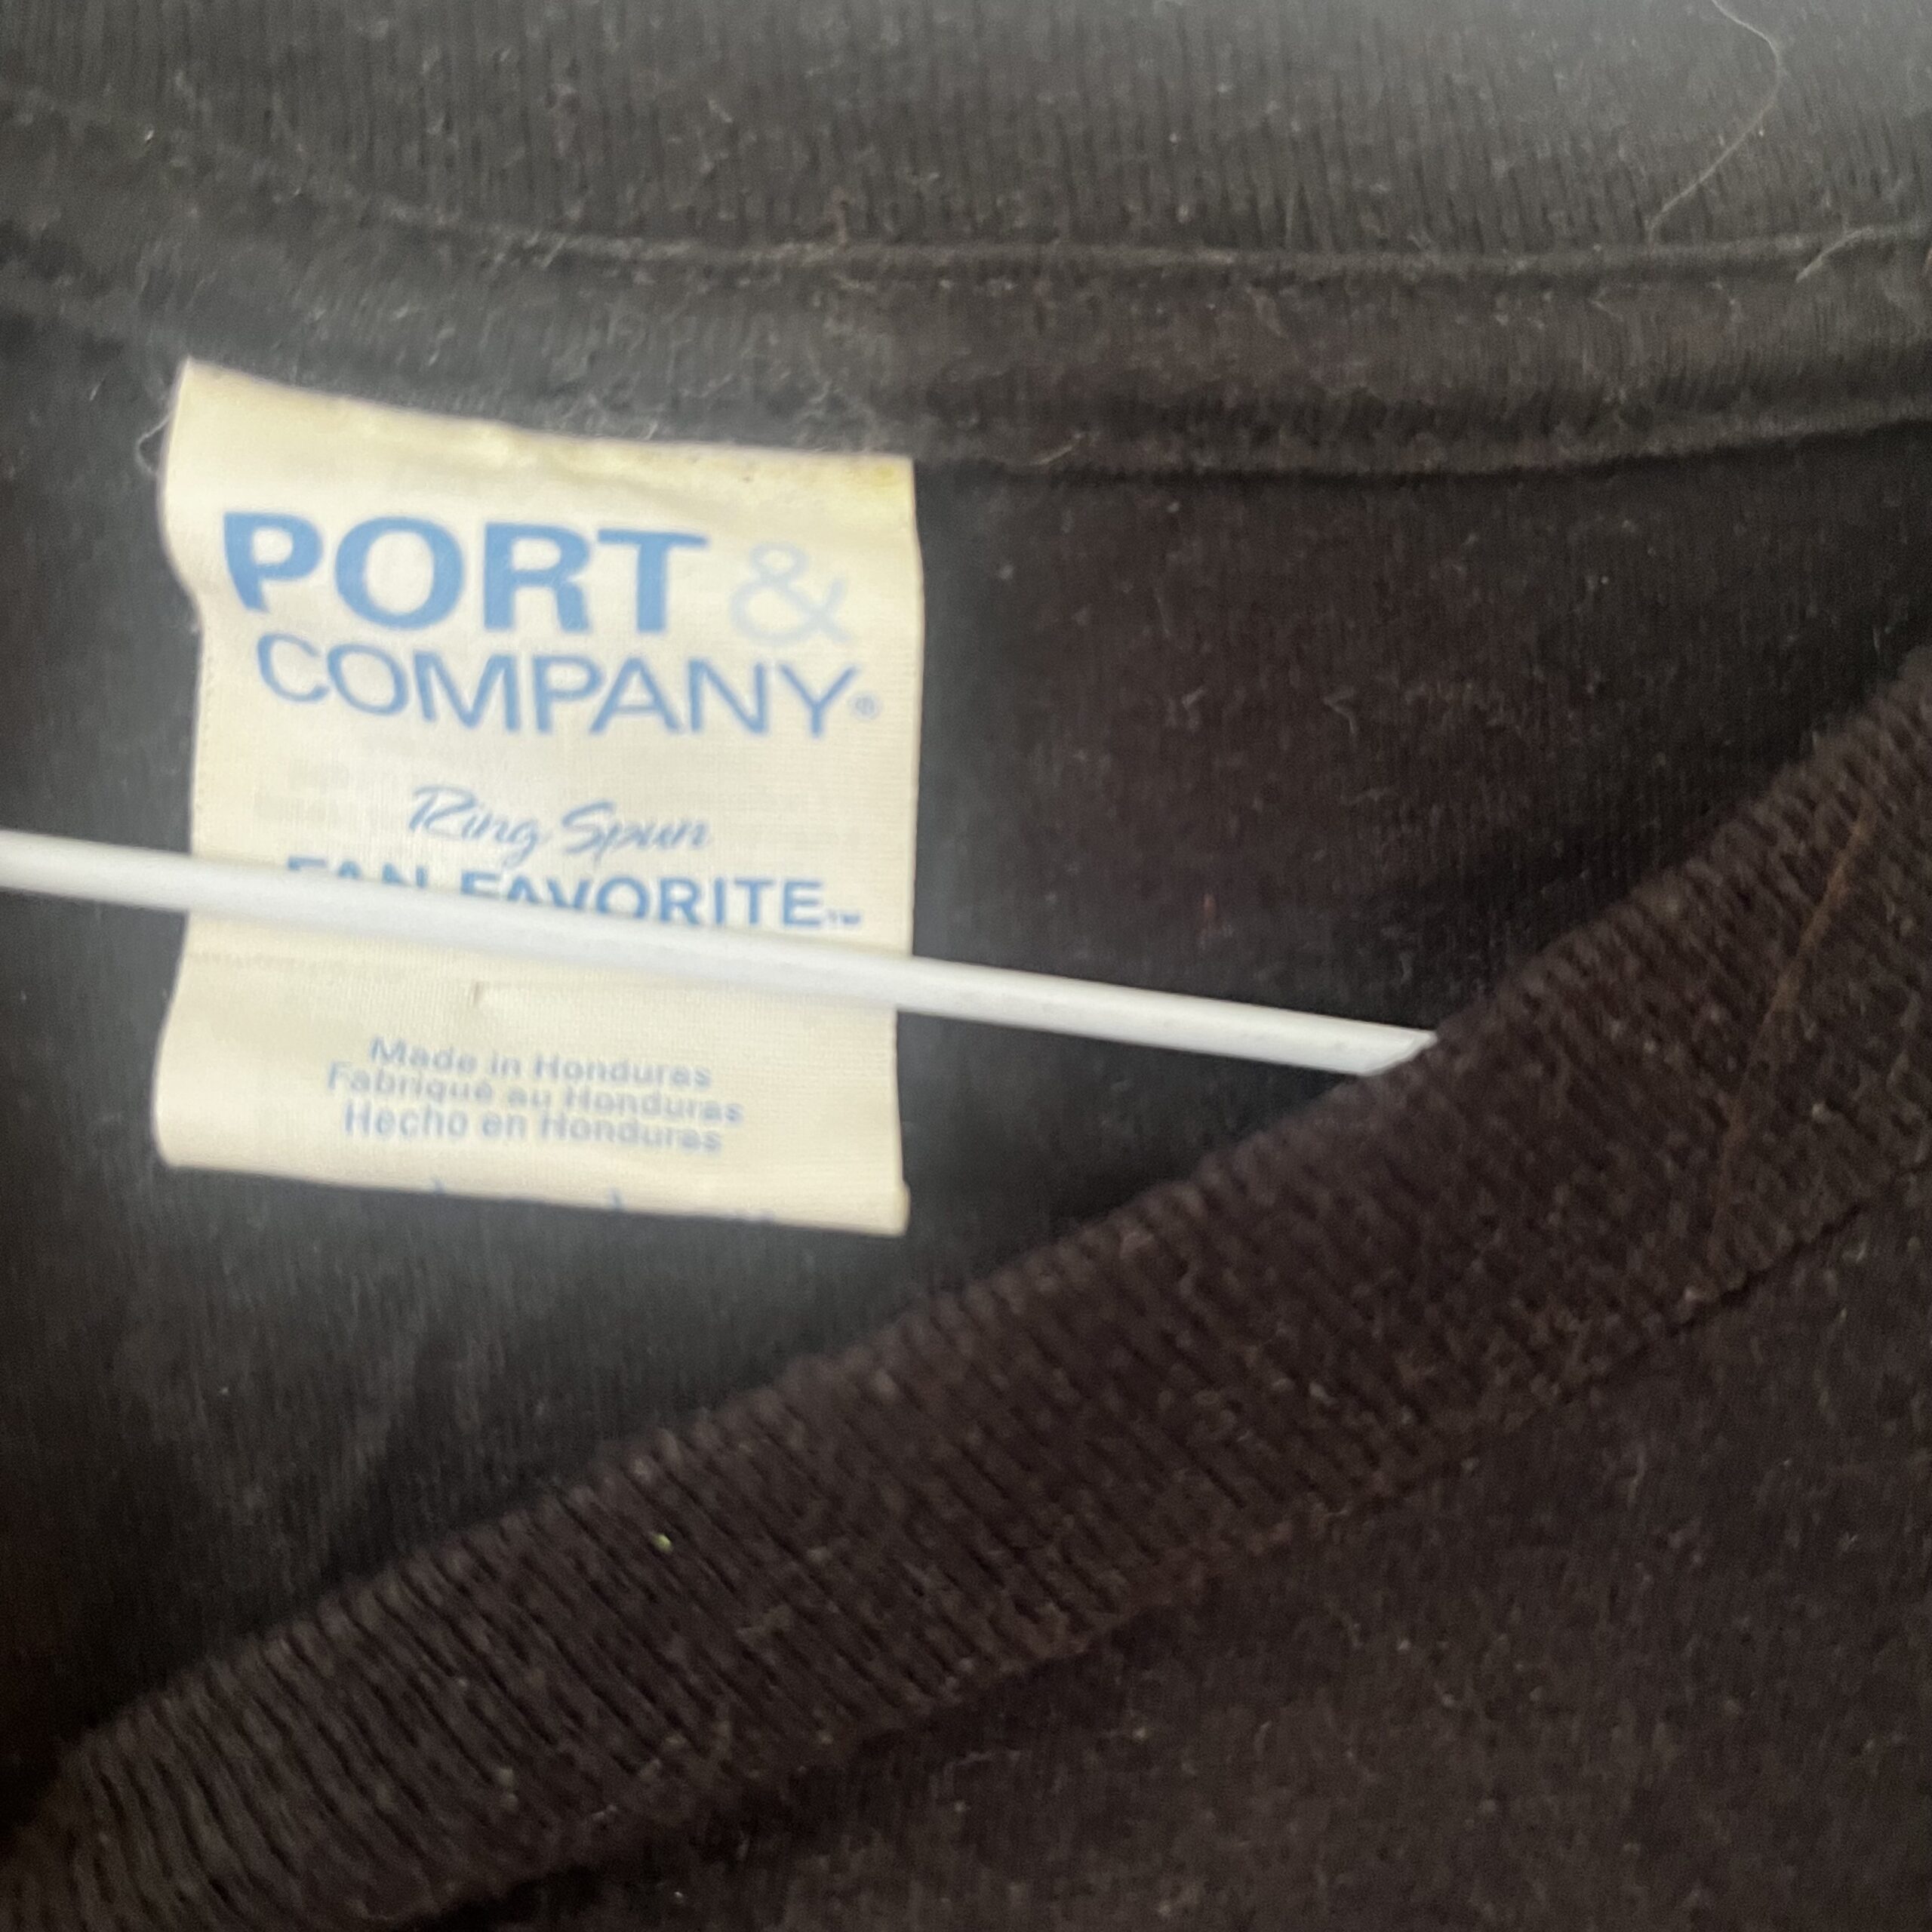 PORT &
COMPANY®
Ring Spun
FAN FAVORITE™
Made in Honduras
Fabriqué au Honduras
Hecho en Honduras